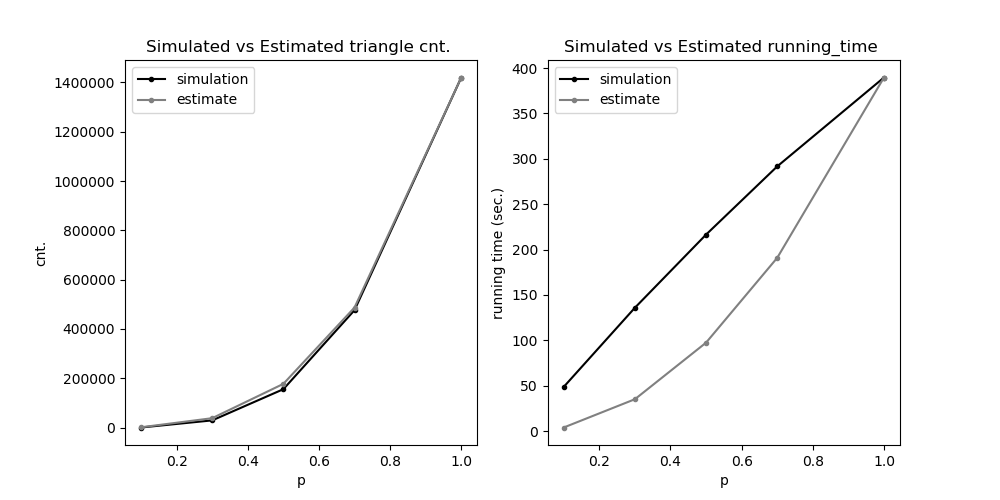 Simulated vs Estimated triangle cnt.
simulation
estimate
1400000
1200000
1000000
800000
600000
400000
200000
0
cnt.
0.2 0.4 0.6 0.8 1.0
p
Simulated vs Estimated running_time
simulation
estimate
400
350
300
250
200
150
100
50
0
running time (sec.)
0.2 0.4 0.6 0.8 1.0
p